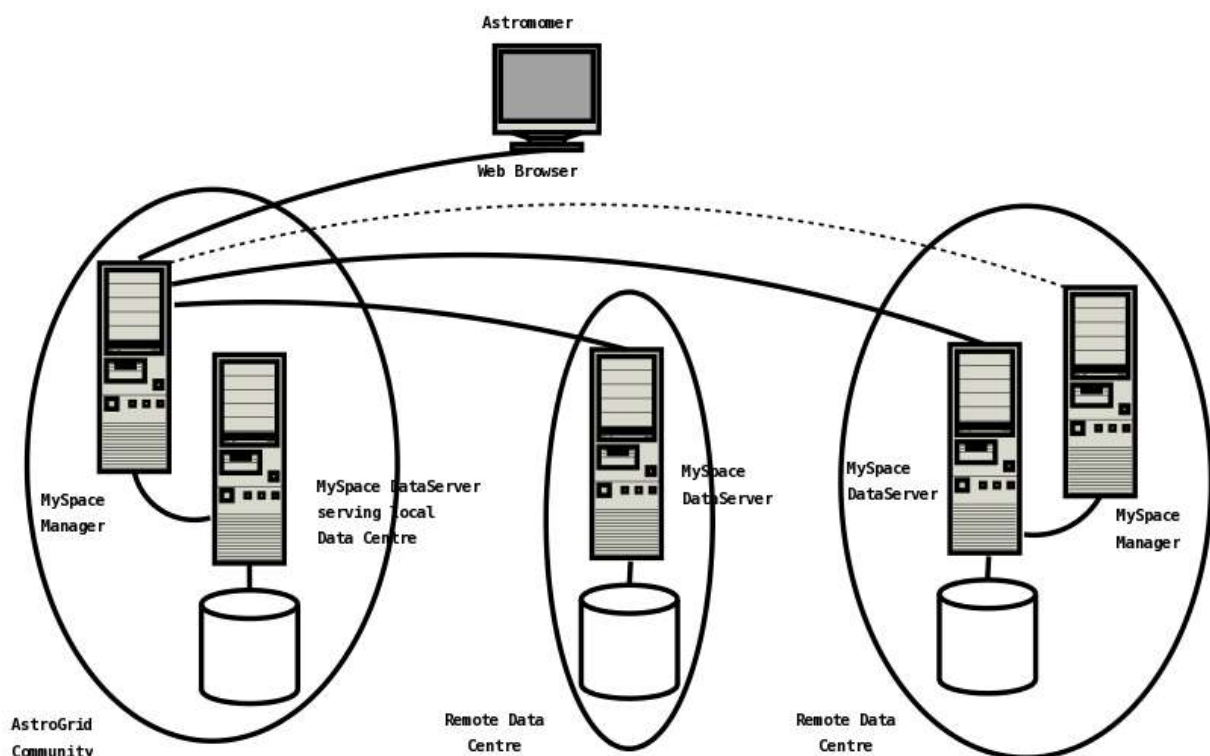 Astromomer
Web Browser
MySpace
Manager
MySpace DataServer
serving local
Data Centre
MySpace
DataServer
MySpace
DataServer
MySpace
Manager
AstroGrid
Community
Remote Data
Centre
Remote Data
Centre